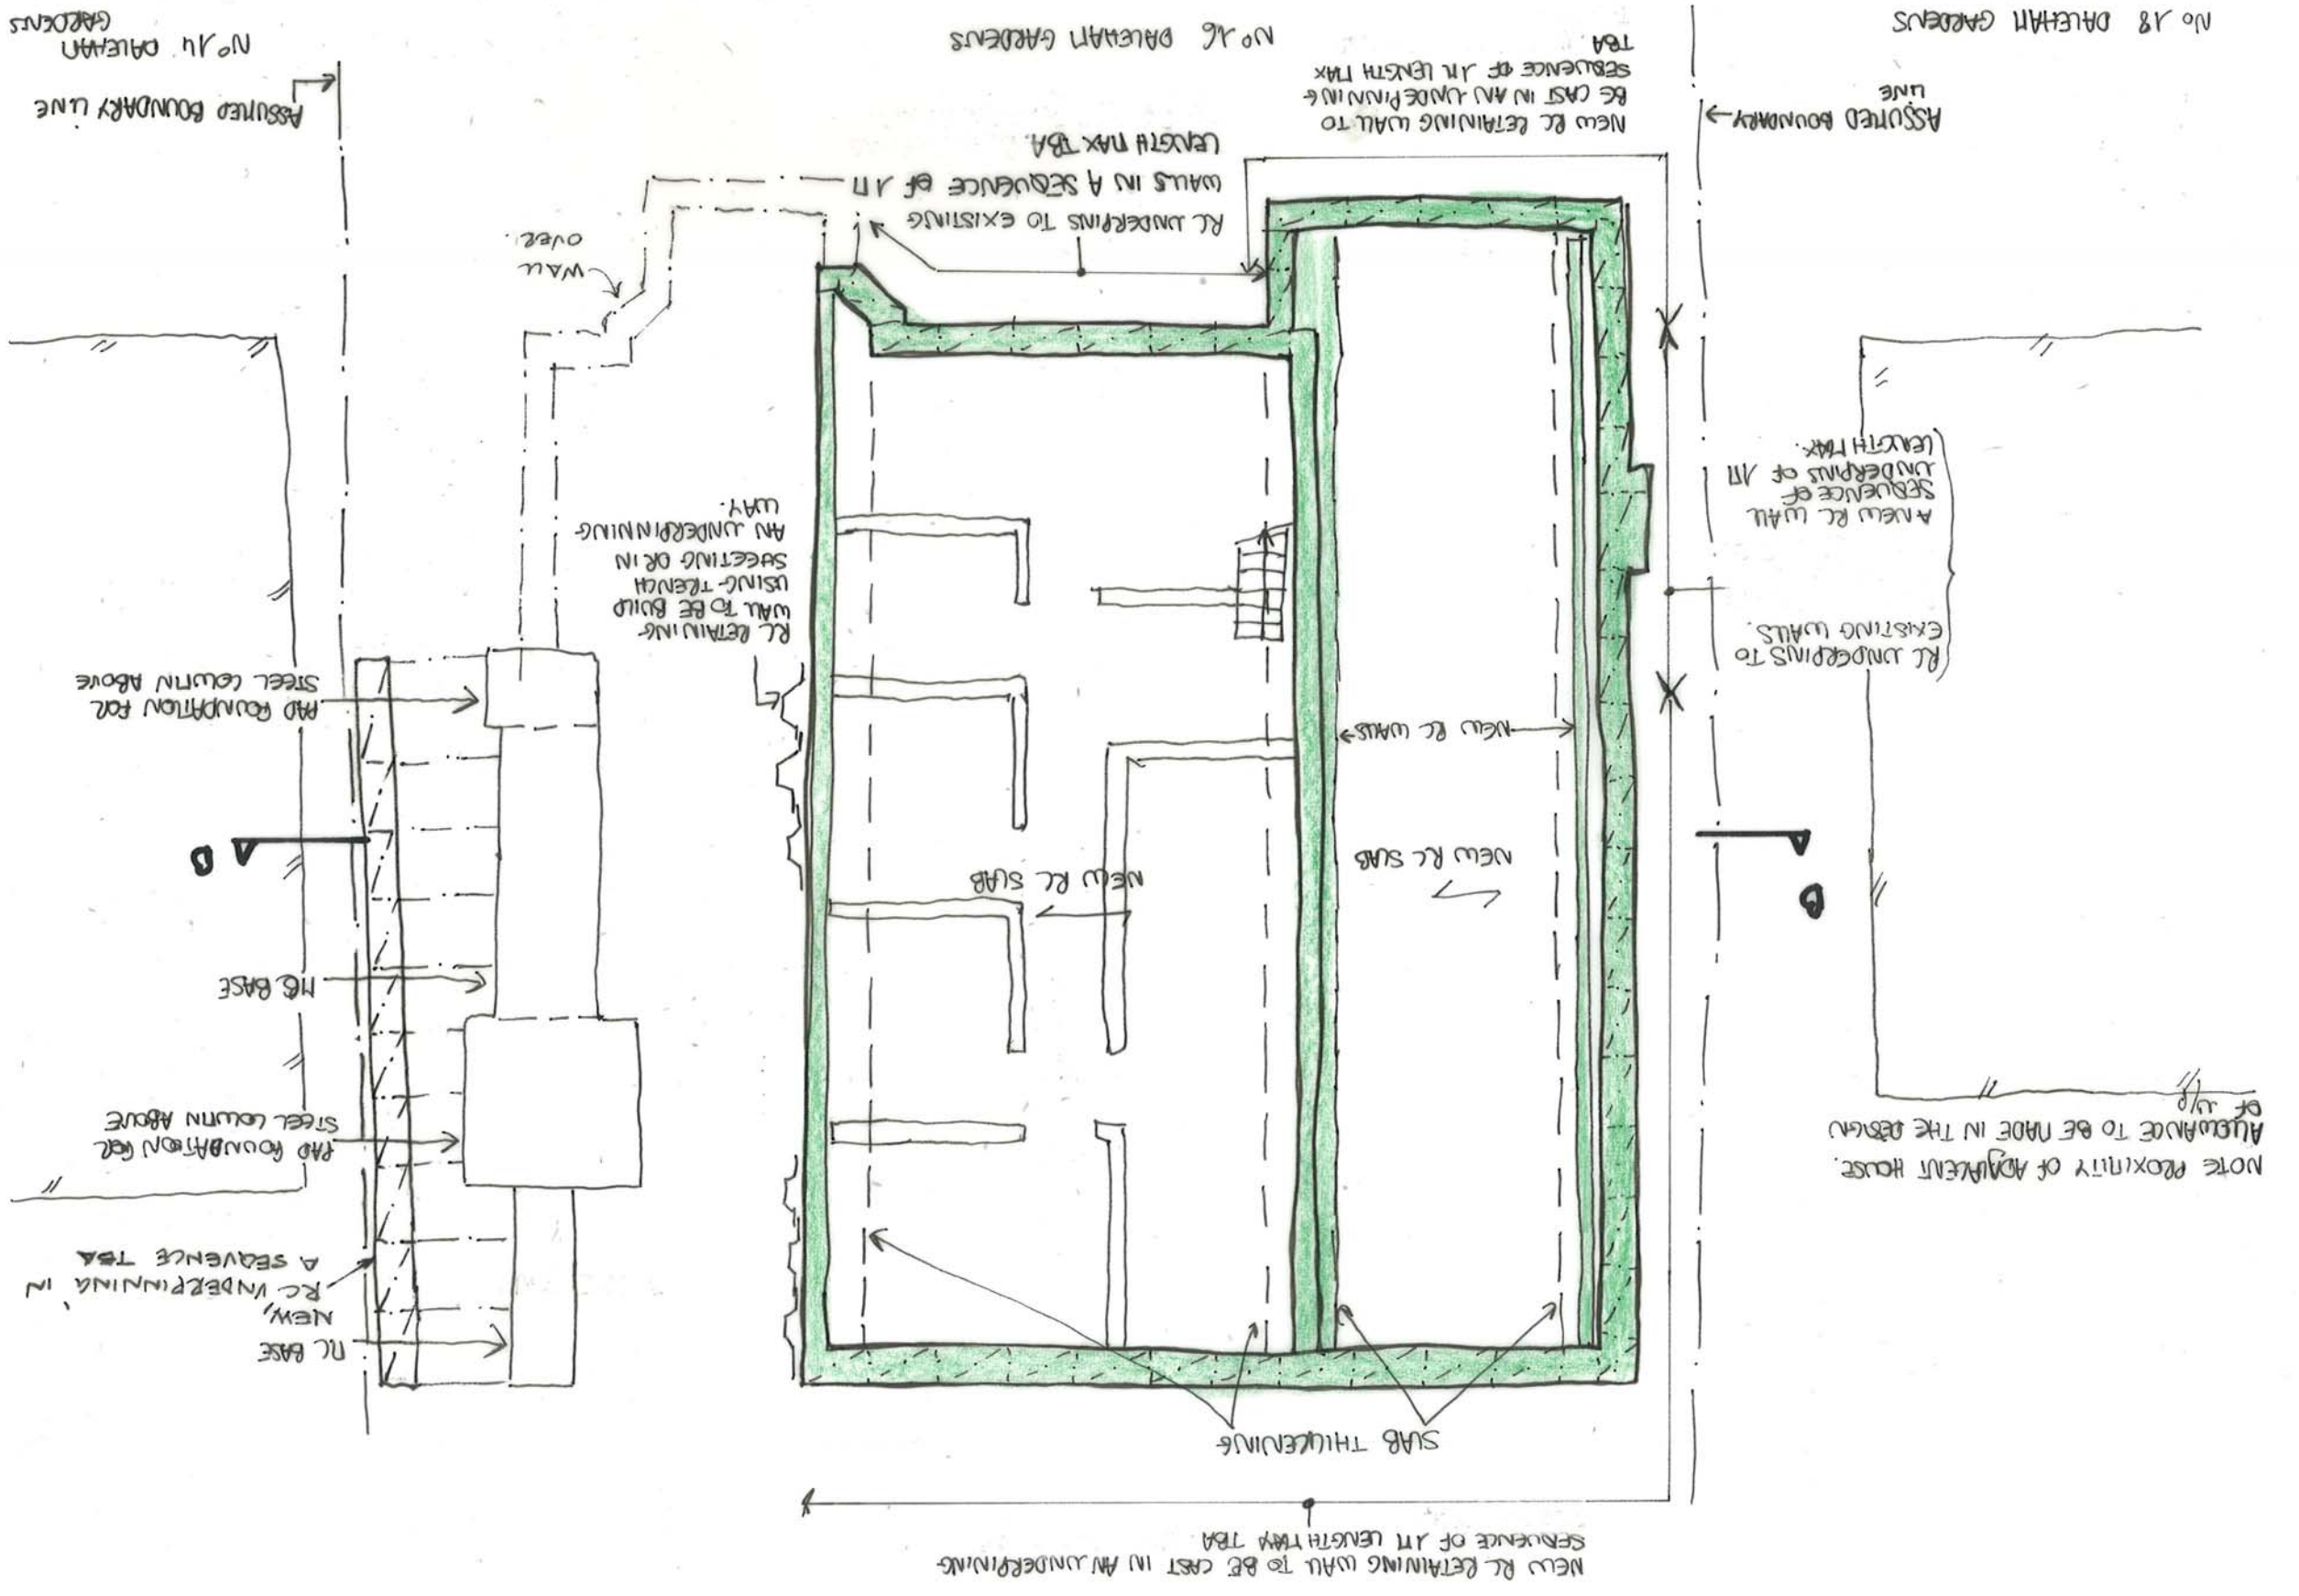 NEW RC RETAINING WALL TO BE CAST IN AN UNDERPINING
SEQUENCE OF 1M LENGTH MAX TBA
SLAB THICKENING
NOTE PROXIMITY OF ADJACENT HOUSE.
ALLOWANCE TO BE MADE IN THE DESIGN
OF U/P
RC BASE
NEW,
RC UNDERPINNING, IN
A SEQUENCE TBA
PAD FOUNDATION FOR
STEEL COLUMN ABOVE
MC BASE
B
B
NEW RC SLAB
NEW RC SLAB
NEW RC WALLS
PAD FOUNDATION FOR
STEEL COLUMN ABOVE
RC UNDERPINS TO
EXISTING WALLS.
A NEW RC WALL
SEQUENCE OF
UNDERPINS OF 1M
LENGTH MAX.
RC RETAINING
WALL TO BE BUILD
USING TRENCH
SHEETING OR IN
AN UNDERPINNING
WAY.
WALL
OVER.
RC UNDERPINS TO EXISTING
WALLS IN A SEQUENCE OF 1M
LENGTH MAX TBA
NEW RC RETAINING WALL TO
BE CAST IN AN UNDERPINNING
SEQUENCE OF 1M LENGTH MAX
TBA.
ASSUMED BOUNDARY
LINE
ASSUMED BOUNDARY LINE
No 18 DALEHAM GARDENS
No 16 DALEHAM GARDENS
No 14 DALEHAM
GARDENS